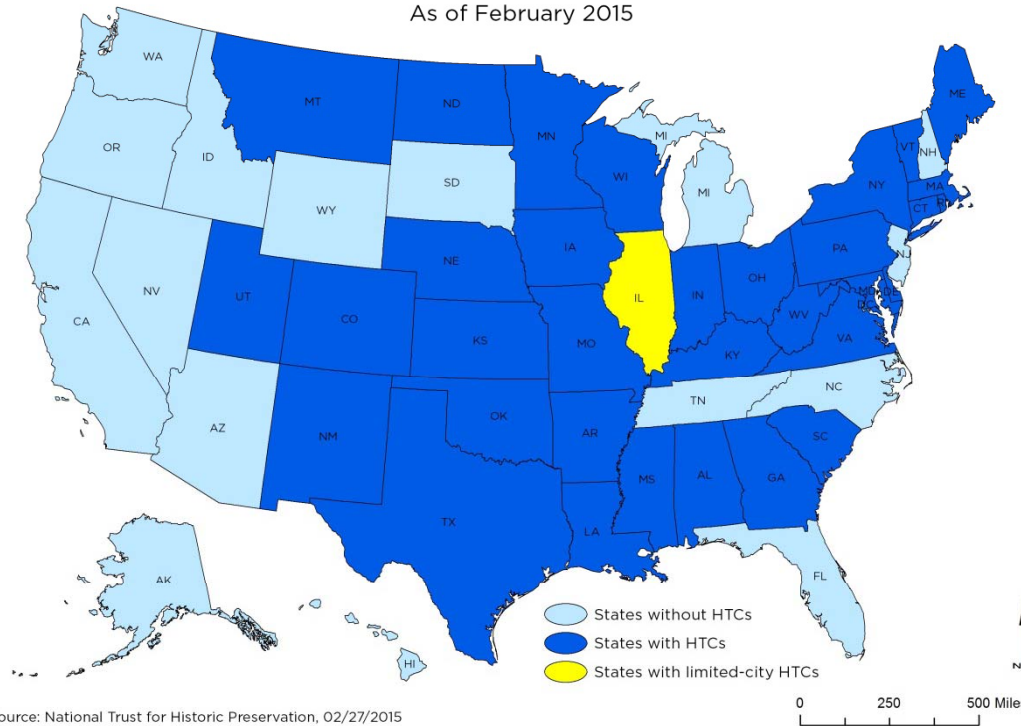 As of February 2015
WA
MT
ND
MN
ME
OR
ID
WY
SD
WI
MI
MI
VT
NH
NY
MA
CT
NV
CA
UT
CO
NE
IA
IL
IN
OH
PA
NJ
KS
MO
KY
WV
VA
MD
DE
DC
AZ
NM
OK
AR
TN
NC
SC
TX
LA
MS
AL
GA
FL
AK
HI
States without HTCs
States with HTCs
States with limited-city HTCs
ource: National Trust for Historic Preservation, 02/27/2015
0 250 500 Mile